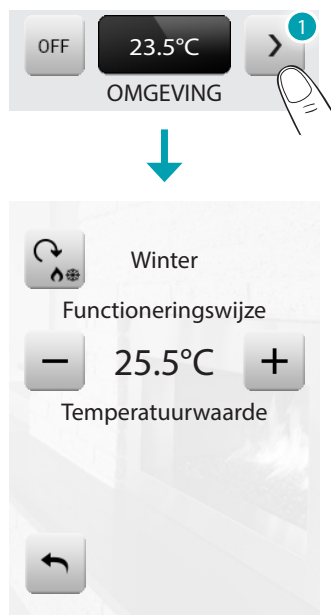 OFF 23.5°C > 1
OMGEVING
Winter
Functioneringswijze
− 25.5°C +
Temperatuurwaarde